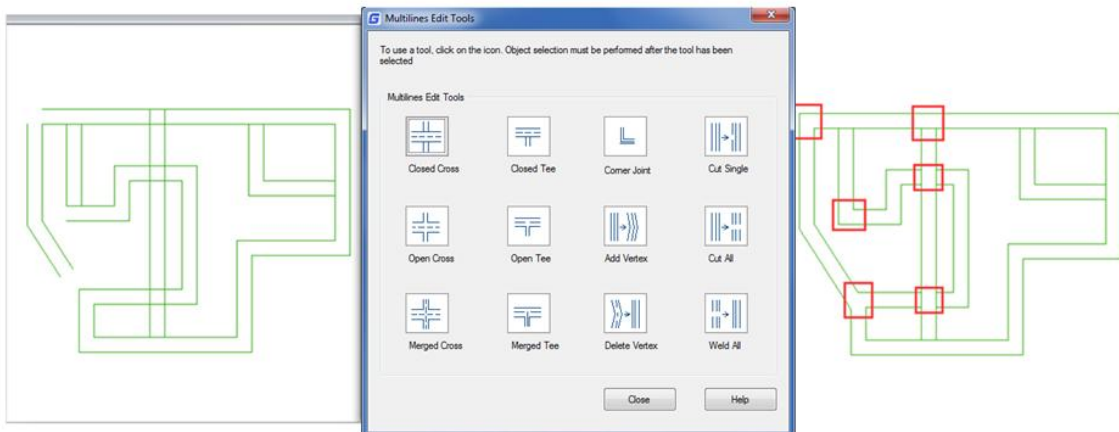 Multilines Edit Tools
To use a tool, click on the icon. Object selection must be performed after the tool has been
selected
Multilines Edit Tools
Closed Cross
Closed Tee
Corner Joint
Cut Single
Open Cross
Open Tee
Add Vertex
Cut All
Merged Cross
Merged Tee
Delete Vertex
Weld All
Close
Help